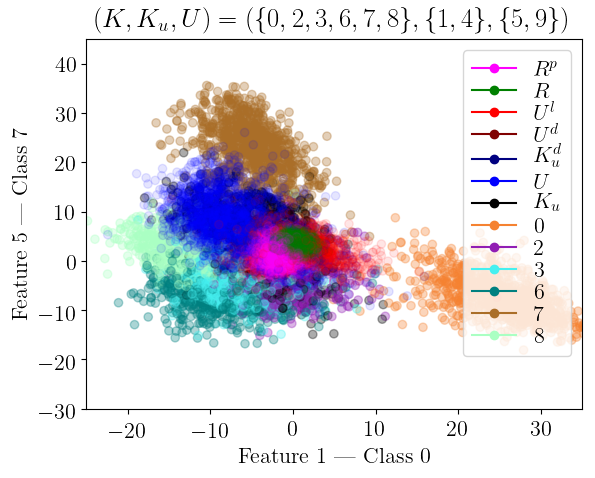 (K, K_u, U) = ({0, 2, 3, 6, 7, 8}, {1, 4}, {5, 9})
40
30
20
10
0
−10
−20
−30
Feature 5 — Class 7
R^p
R
U^l
U^d
K_u^d
U
K_u
0
2
3
6
7
8
−20
−10
0
10
20
30
Feature 1 — Class 0